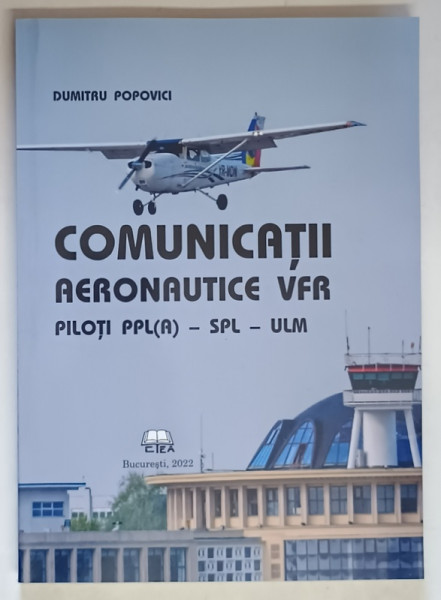 DUMITRU POPOVICI
COMUNICAȚII
AERONAUTICE VFR
PILOȚI PPL(A) – SPL – ULM
CTEA
București, 2022